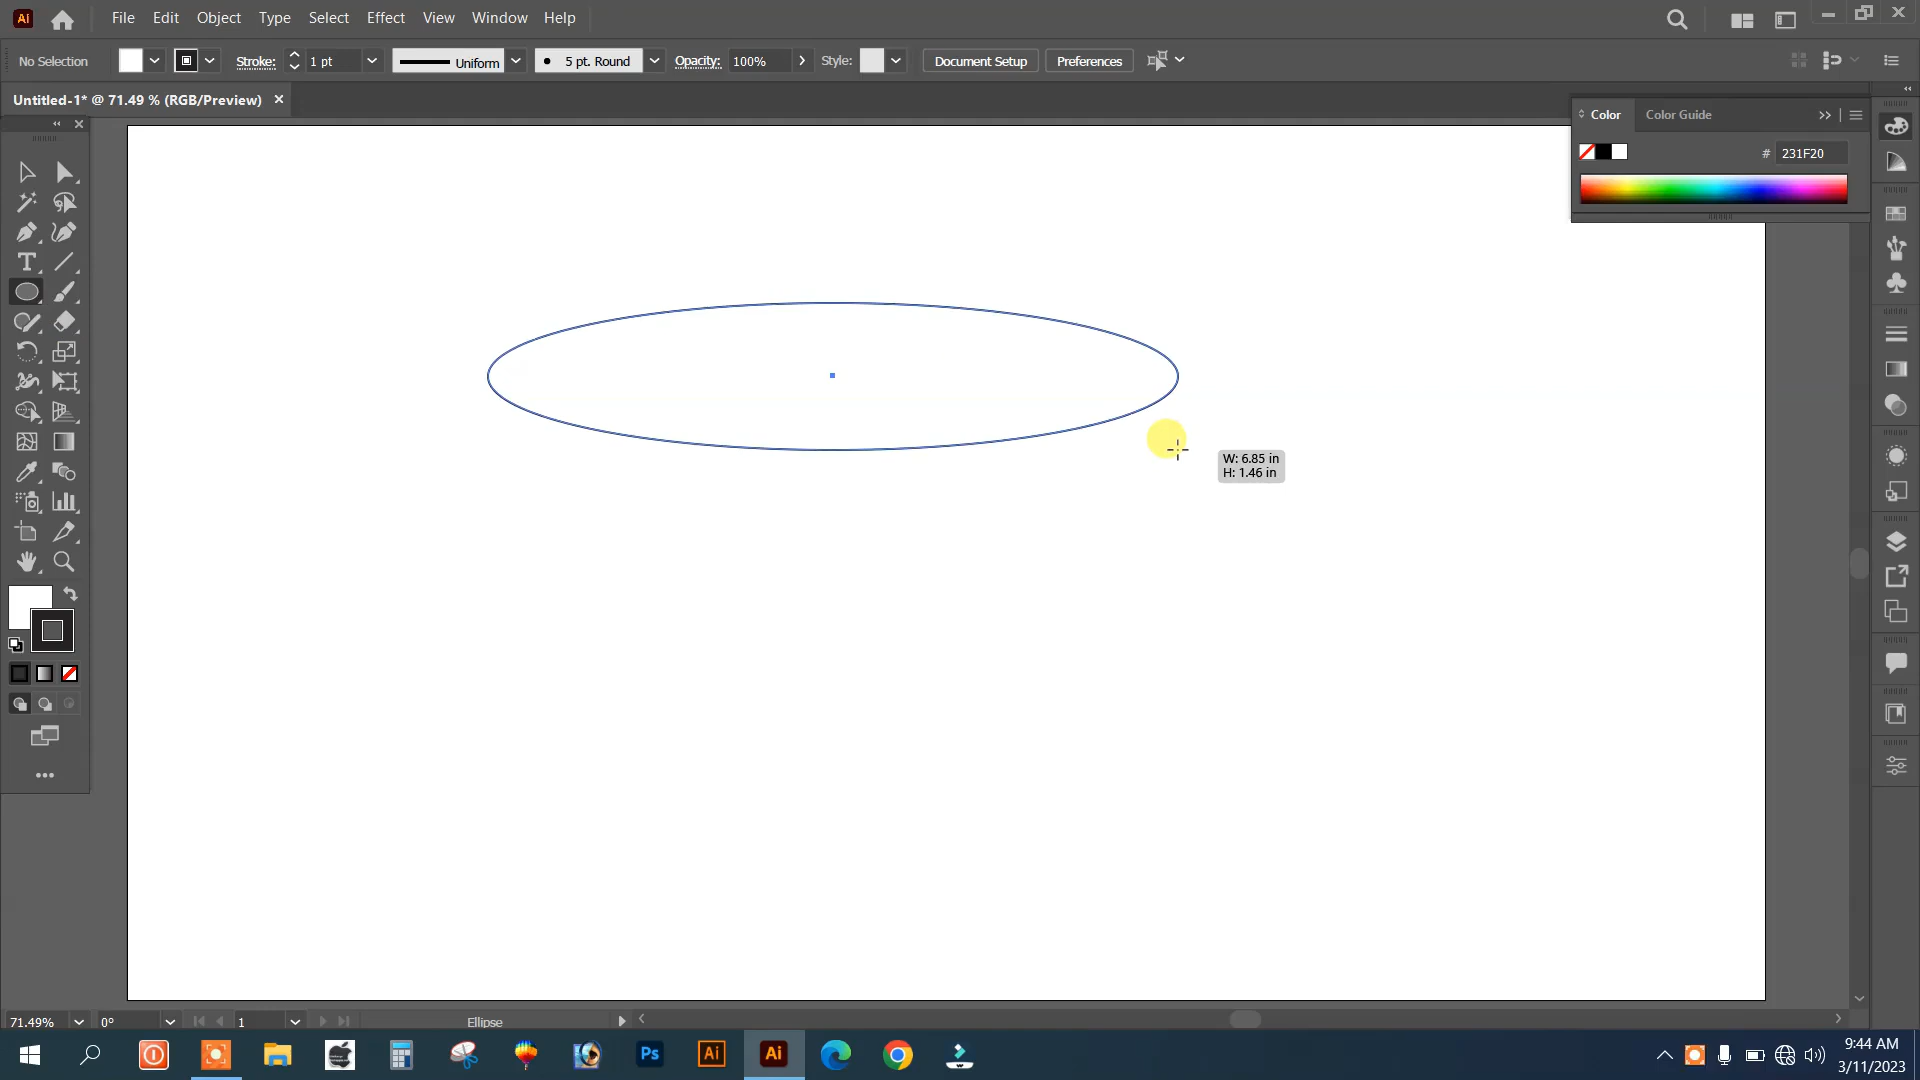 Ai File Edit Object Type Select Effect View Window Help
No Selection Stroke: 1 pt Uniform 5 pt. Round Opacity: 100% Style: Document Setup Preferences
Untitled-1* @ 71.49 % (RGB/Preview)
Color Color Guide
# 231F20
W: 6.85 in
H: 1.46 in
71.49% 0° 1 Ellipse
Ps Ai Ai
9:44 AM
3/11/2023